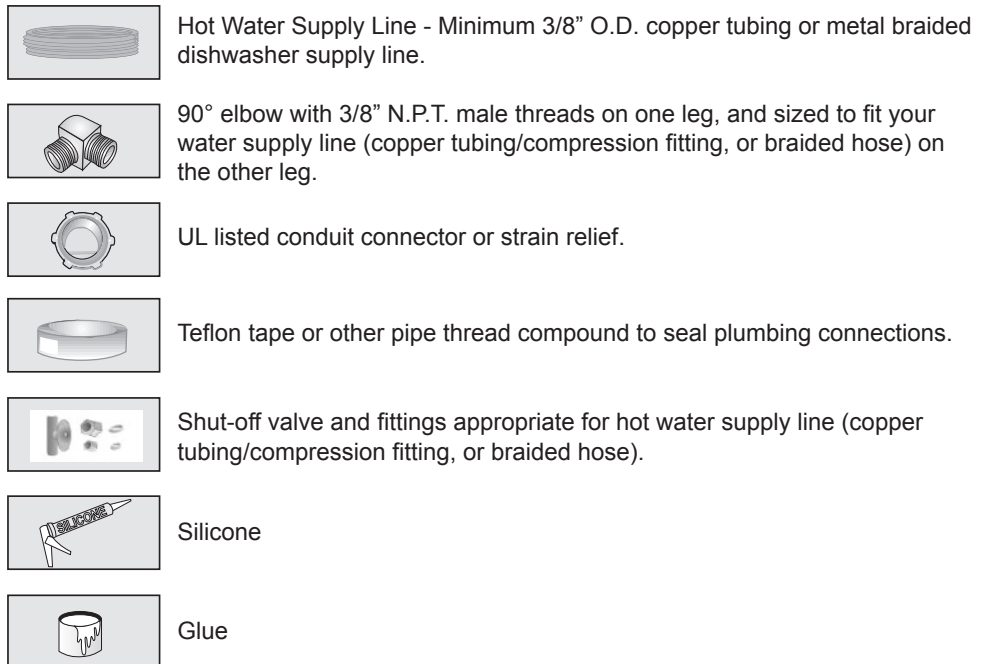 Hot Water Supply Line - Minimum 3/8” O.D. copper tubing or metal braided
dishwasher supply line.
90° elbow with 3/8” N.P.T. male threads on one leg, and sized to fit your
water supply line (copper tubing/compression fitting, or braided hose) on
the other leg.
UL listed conduit connector or strain relief.
Teflon tape or other pipe thread compound to seal plumbing connections.
Shut-off valve and fittings appropriate for hot water supply line (copper
tubing/compression fitting, or braided hose).
SILICONE
Silicone
Glue